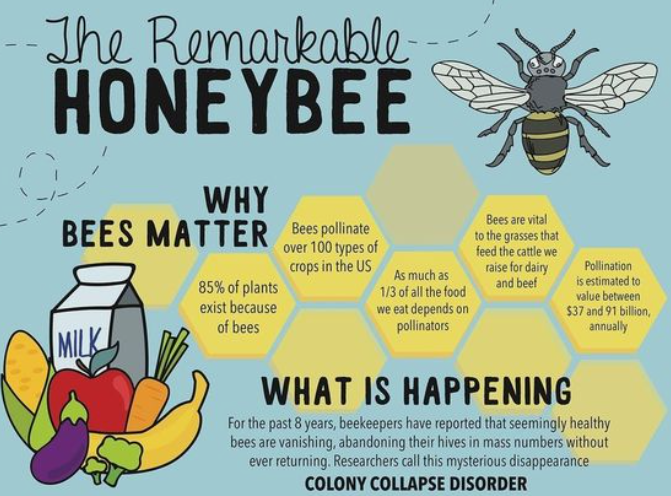 The Remarkable
HONEYBEE
WHY
BEES MATTER
85% of plants
exist because
of bees
Bees pollinate
over 100 types of
crops in the US
As much as
1/3 of all the food
we eat depends on
pollinators
Bees are vital
to the grasses that
feed the cattle we
raise for dairy
and beef
Pollination
is estimated to
value between
$37 and 91 billion,
annually
MILK
WHAT IS HAPPENING
For the past 8 years, beekeepers have reported that seemingly healthy
bees are vanishing, abandoning their hives in mass numbers without
ever returning. Researchers call this mysterious disappearance
COLONY COLLAPSE DISORDER